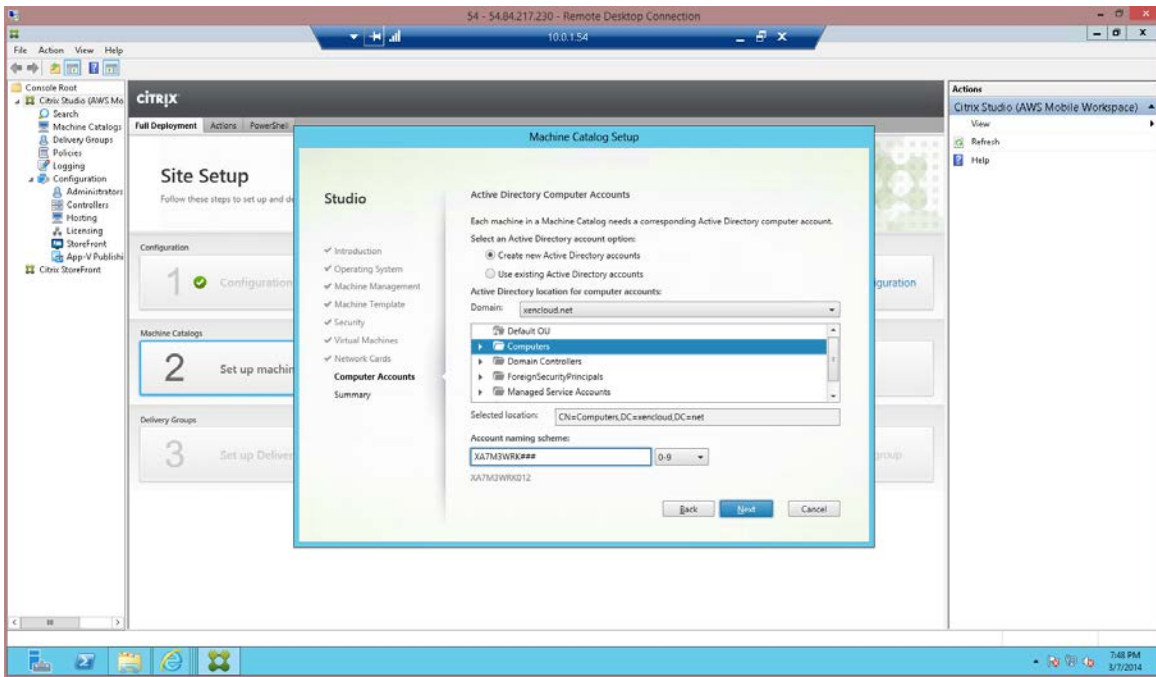 54 - 54.84.217.230 - Remote Desktop Connection
10.0.1.54
File Action View Help
Console Root
Citrix Studio (AWS Mo
Search
Machine Catalogs
Delivery Groups
Policies
Logging
Configuration
Administrators
Controllers
Hosting
Licensing
StoreFront
App-V Publishi
Citrix StoreFront
CITRIX
Full Deployment Actions PowerShell
Site Setup
Follow these steps to set up and de
Configuration
1 Configuration
guration
Machine Catalogs
2 Set up machin
Delivery Groups
3 Set up Deliver
group
Machine Catalog Setup
Studio
Introduction
Operating System
Machine Management
Machine Template
Security
Virtual Machines
Network Cards
Computer Accounts
Summary
Active Directory Computer Accounts
Each machine in a Machine Catalog needs a corresponding Active Directory computer account.
Select an Active Directory account option:
Create new Active Directory accounts
Use existing Active Directory accounts
Active Directory location for computer accounts:
Domain: xencloud.net
Default OU
Computers
Domain Controllers
ForeignSecurityPrincipals
Managed Service Accounts
Selected location: CN=Computers,DC=xencloud,DC=net
Account naming scheme:
XA7M3WRK### 0-9
XA7M3WRK012
Back Next Cancel
Actions
Citrix Studio (AWS Mobile Workspace)
View
Refresh
Help
7:48 PM
3/7/2014